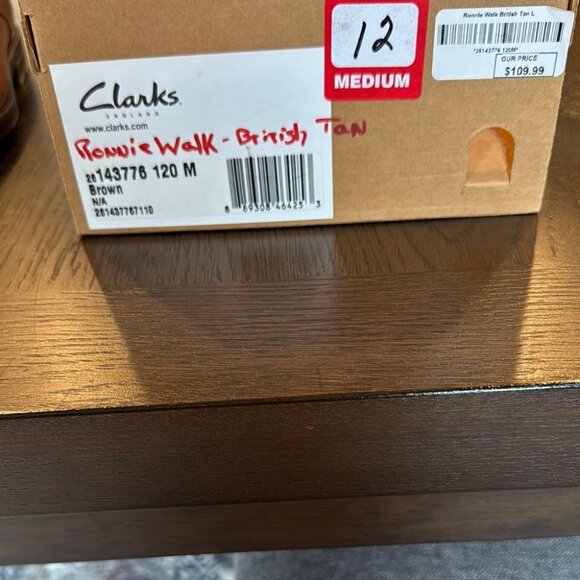 Clarks
ENGLAND
www.clarks.com
Ronnie Walk - British Tan
26143776 120 M
Brown
N/A
261437767110
8 89308 46425 3
12
MEDIUM
Ronnie Walk British Tan L
*26143776 120M*
OUR PRICE
$109.99